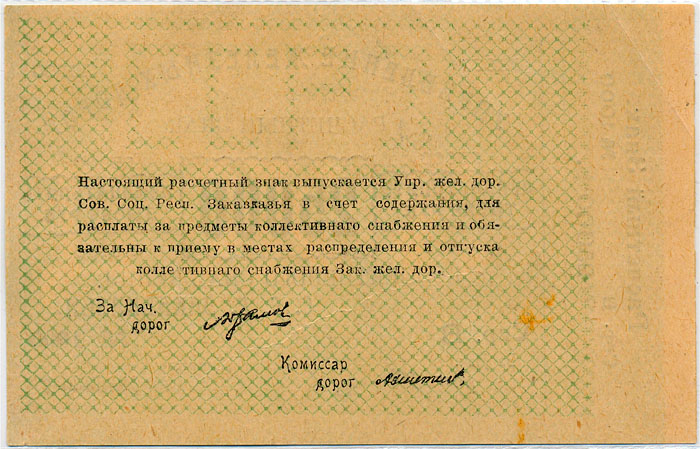 Настоящий расчетный знак выпускается Упр. жел. дор.
Сов. Соц. Респ. Закавказья в счет содержания, для
расплаты за предметы коллективнаго снабжения и обя-
зательны к приему в местах распределения и отпуска
колле тивнаго снабжения Зак. жел. дор.
За Нач.
дорог
Комиссар
дорог